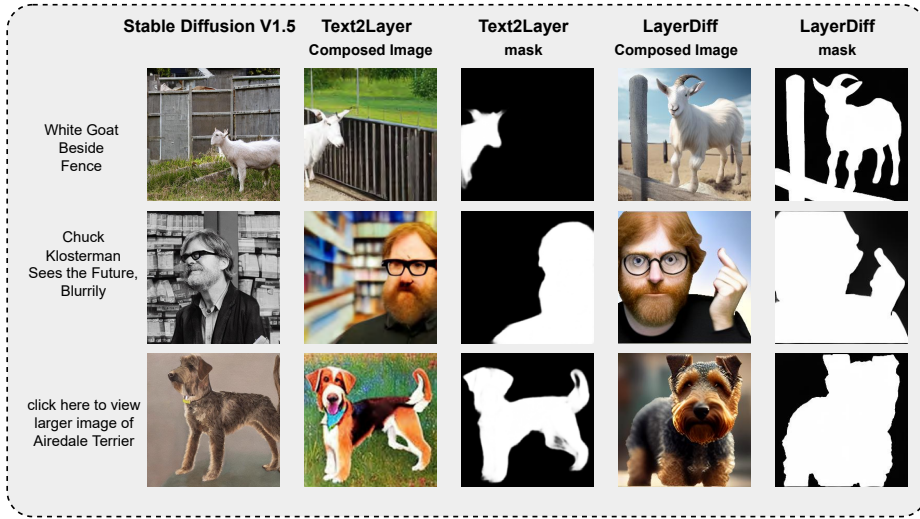 Stable Diffusion V1.5
Text2Layer
Text2Layer
LayerDiff
LayerDiff
Composed Image
mask
Composed Image
mask
White Goat
Beside
Fence
Chuck
Klosterman
Sees the Future,
Blurrily
click here to view
larger image of
Airedale Terrier